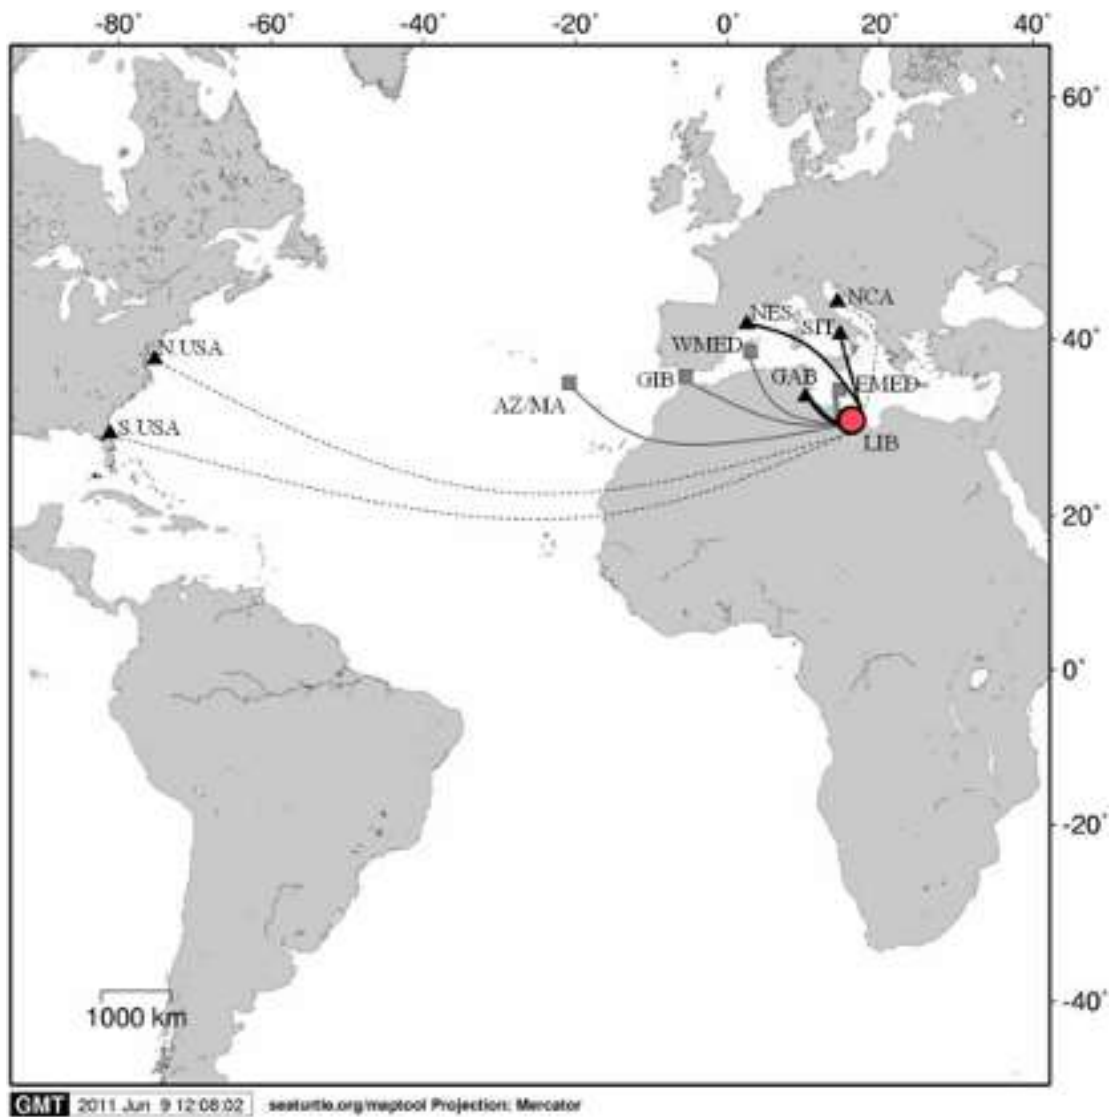 -80° -60° -40° -20° 0° 20° 40°
60°
NCA
NES
SIT
40°
N.USA
WMED
GIB
GAB
EMED
AZ/MA
S.USA
LIB
20°
0°
-20°
-40°
1000 km
GMT 2011 Jun 9 12:08:02 seaturtle.org/maptool Projection: Mercator